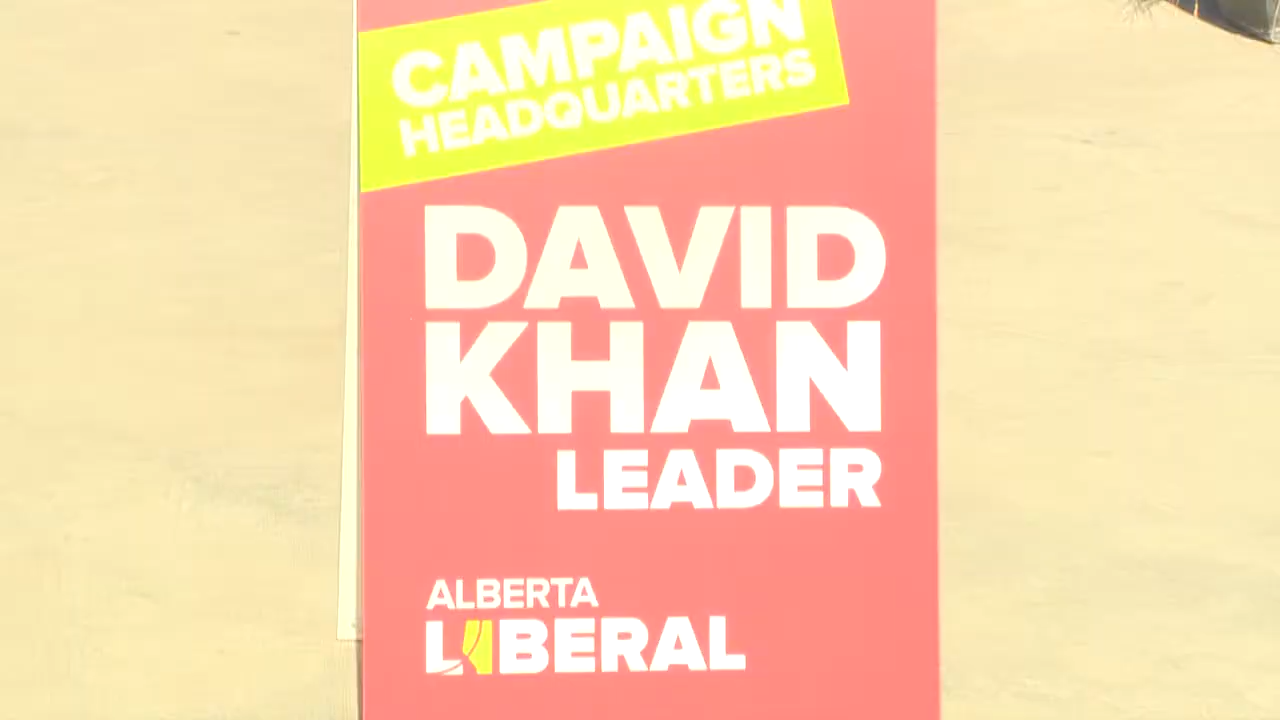 CAMPAIGN
HEADQUARTERS
DAVID
KHAN
LEADER
ALBERTA
LIBERAL